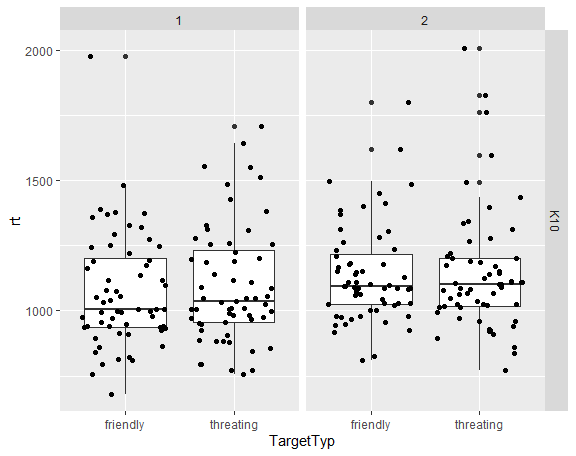 1
2
2000
1500
1000
rt
K10
friendly
threating
friendly
threating
TargetTyp